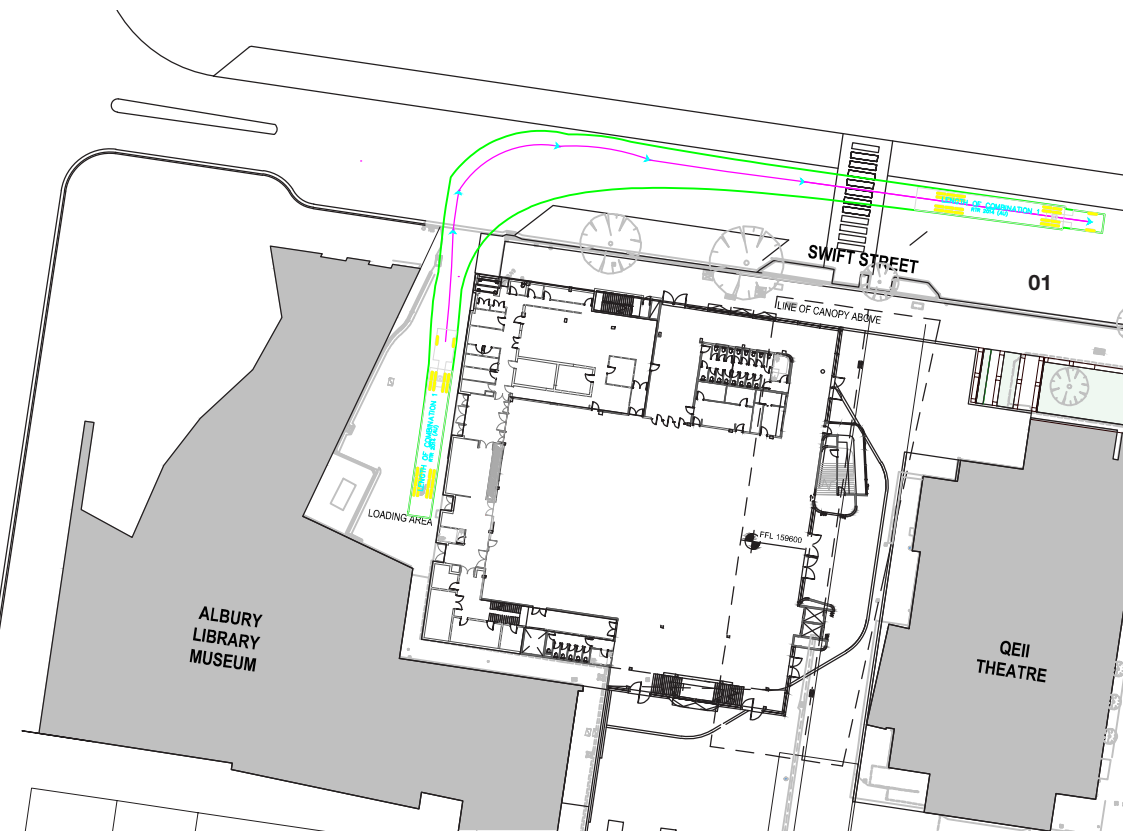 SWIFT STREET
01
LENGTH OF COMBINATION 1
LINE OF CANOPY ABOVE
LENGTH OF COMBINATION 1
LOADING AREA
FFL 159600
ALBURY
LIBRARY
MUSEUM
QEII
THEATRE